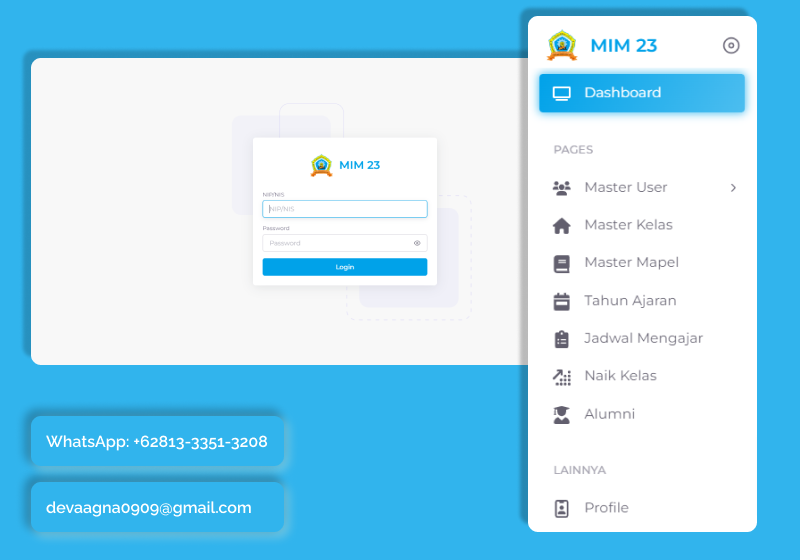 MIM 23
NIP/NIS
NIP/NIS
Password
Password
Login
WhatsApp: +62813-3351-3208
devaagna0909@gmail.com
MIM 23
Dashboard
PAGES
Master User
Master Kelas
Master Mapel
Tahun Ajaran
Jadwal Mengajar
Naik Kelas
Alumni
LAINNYA
Profile